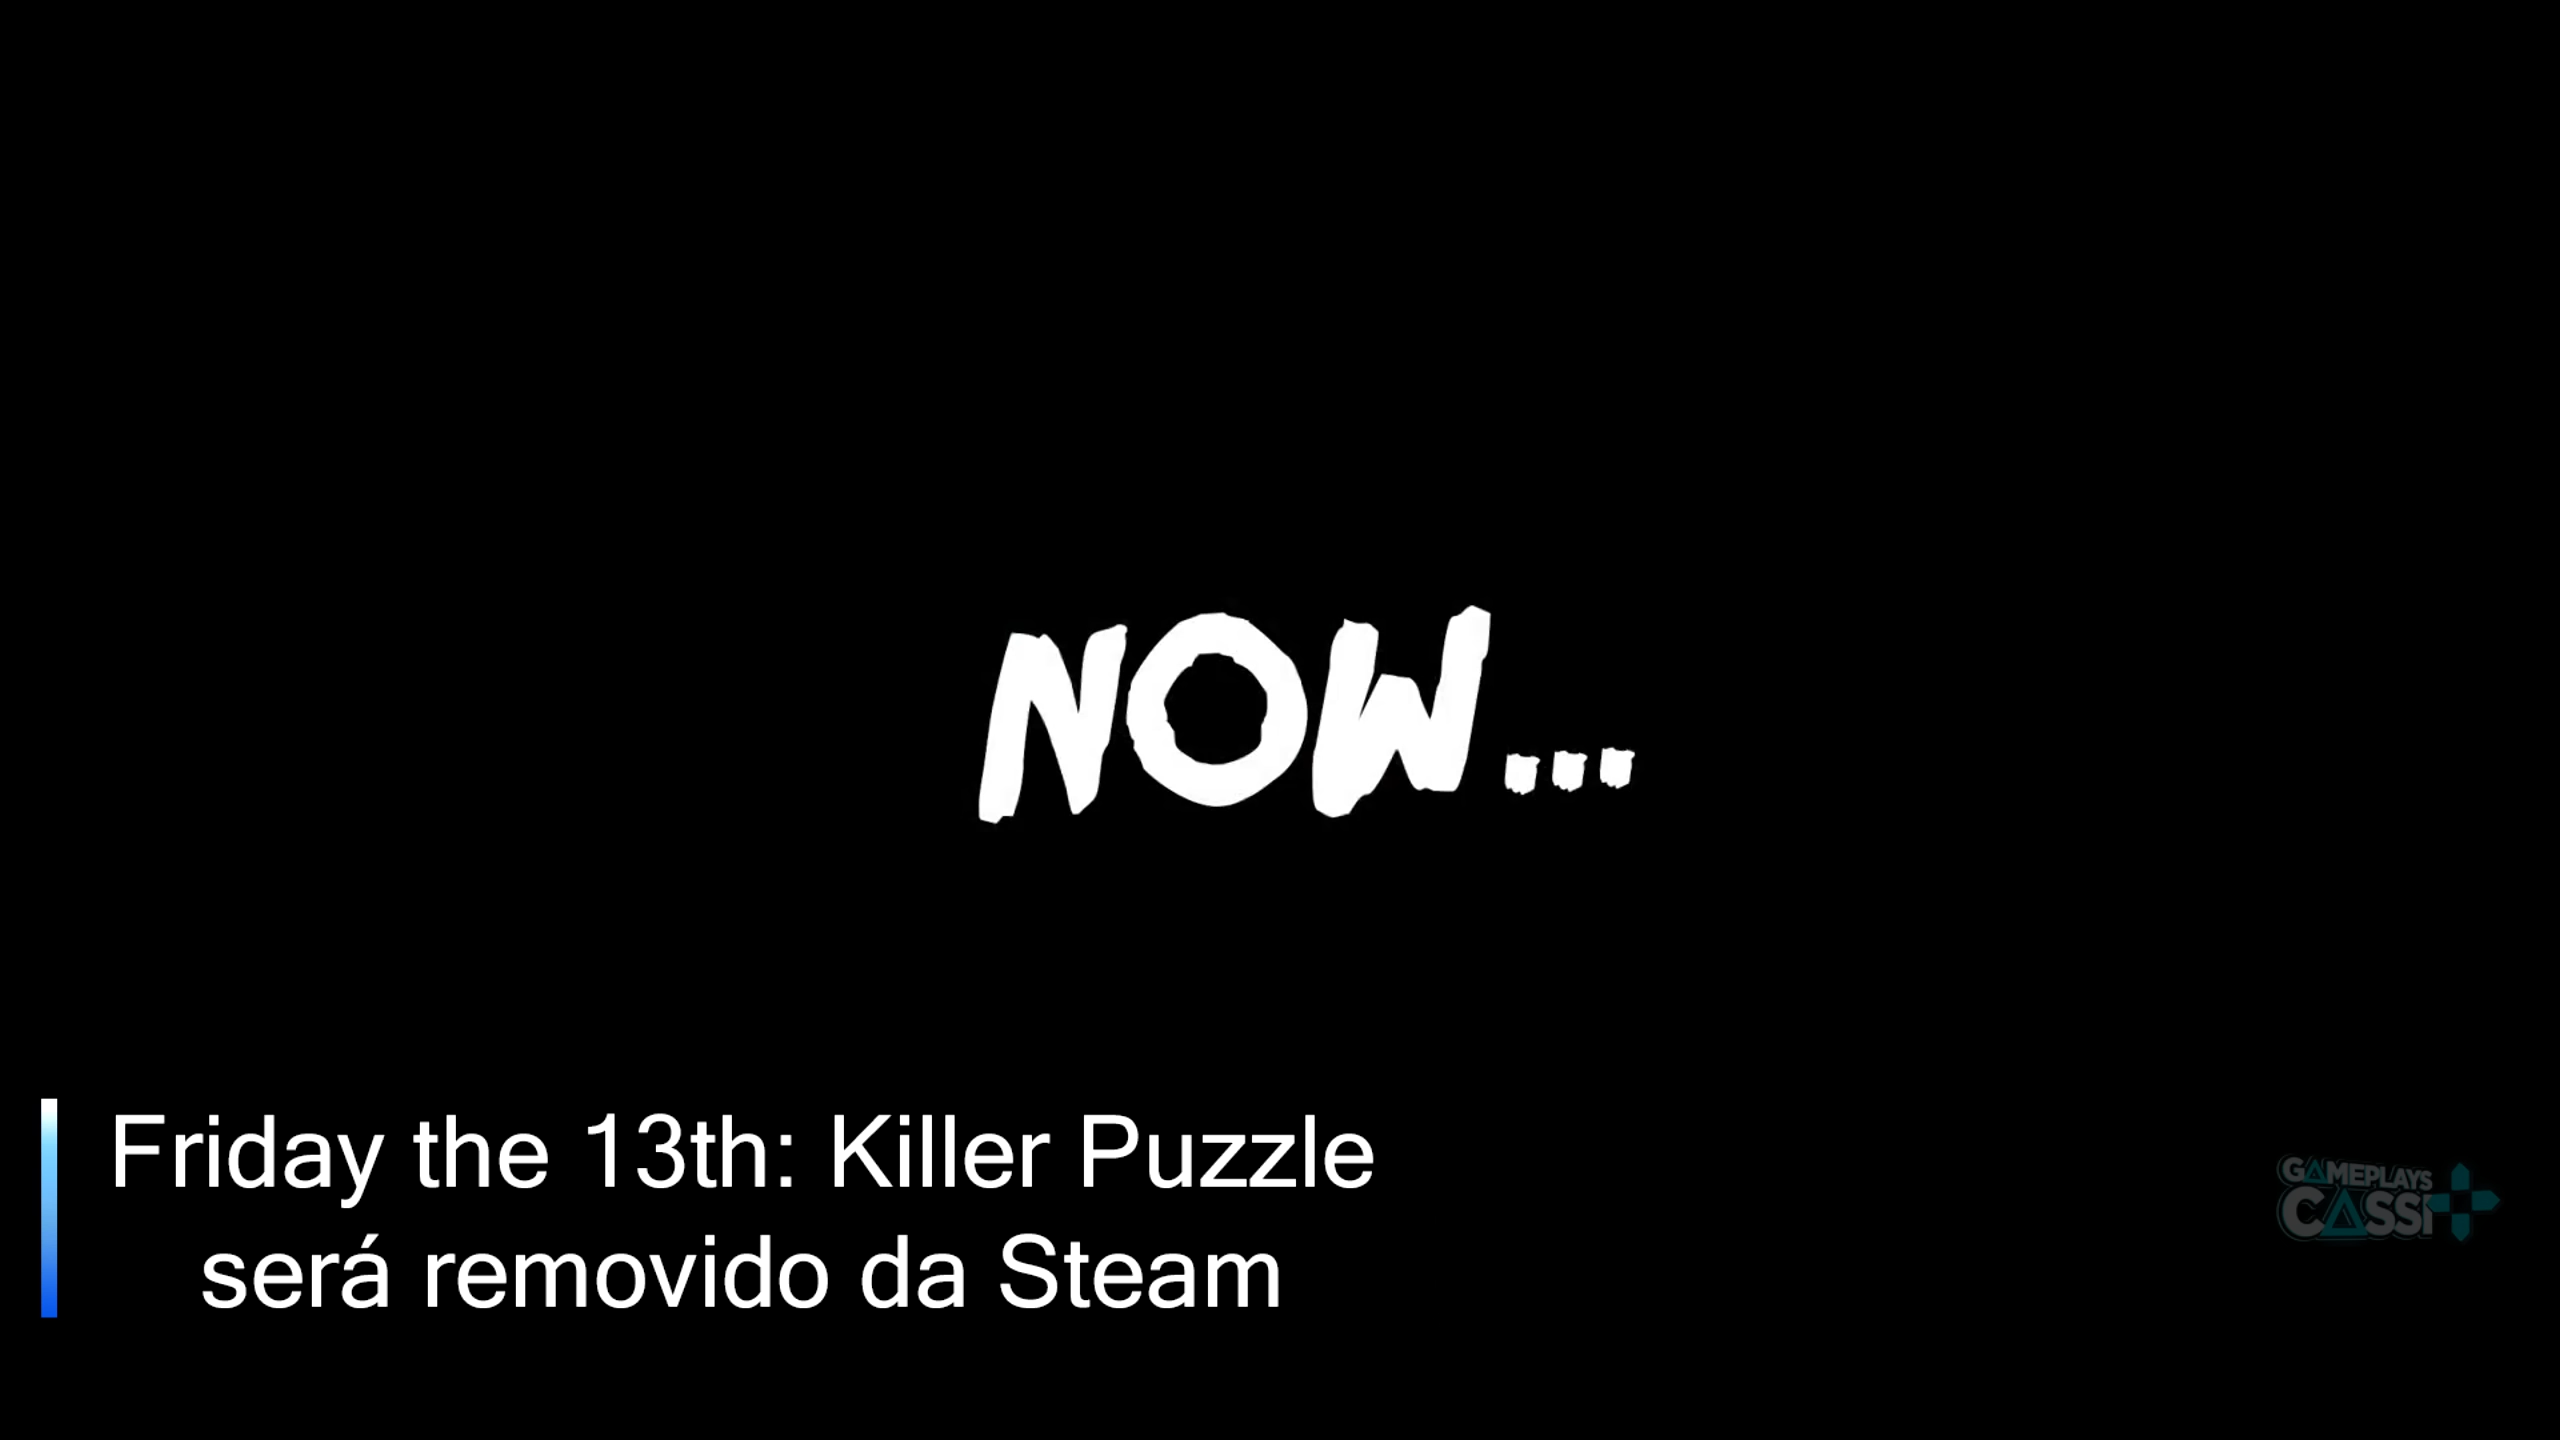 NOW...
Friday the 13th: Killer Puzzle
será removido da Steam
GAMEPLAYS
CASSI